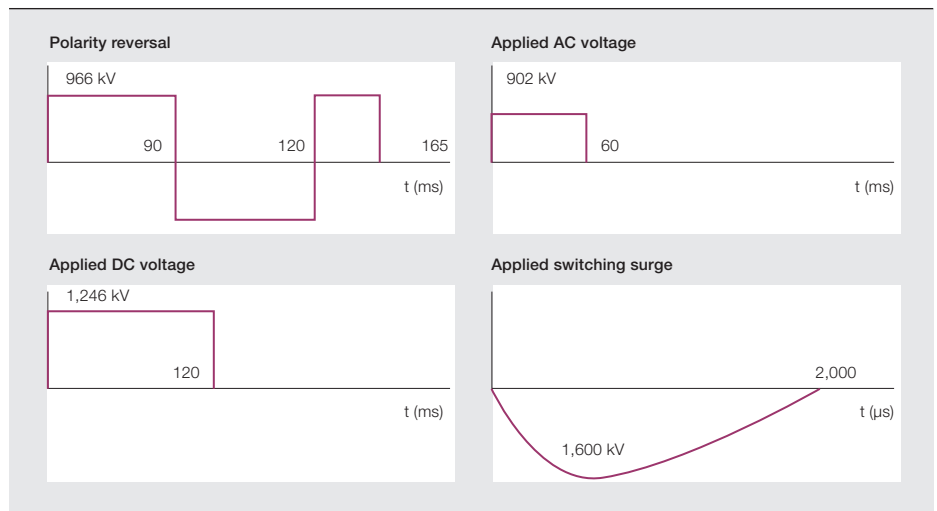 Polarity reversal
966 kV
90
120
165
t (ms)
Applied AC voltage
902 kV
60
t (ms)
Applied DC voltage
1,246 kV
120
t (ms)
Applied switching surge
2,000
t (µs)
1,600 kV